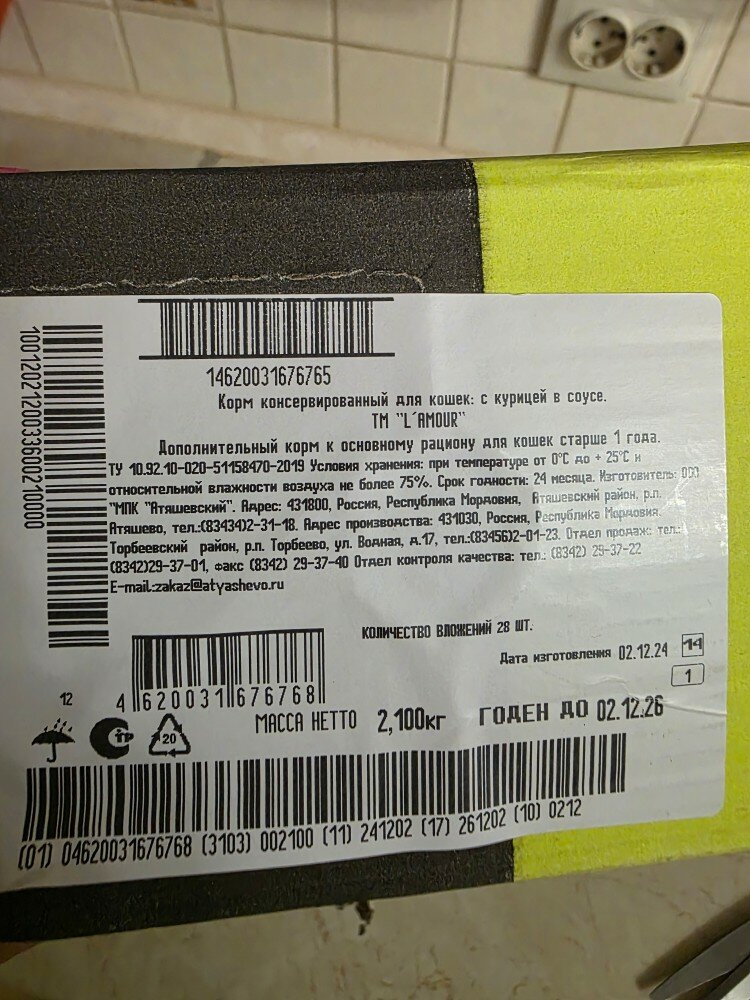 14620031676765
Корм консервированный для кошек: с курицей в соусе.
ТМ "L´AMOUR"
Дополнительный корм к основному рациону для кошек старше 1 года.
ТУ 10.92.10-020-51158470-2019 Условия хранения: при температуре от 0°С до + 25°С и
относительной влажности воздуха не более 75%. Срок годности: 24 месяца. Изготовитель: ООО
"МПК "Атяшевский". Адрес: 431800, Россия, Республика Мордовия, Атяшевский район, р.п.
Атяшево, тел.:(83434)2-31-18. Адрес производства: 431030, Россия, Республика Мордовия,
Торбеевский район, р.п. Торбеево, ул. Водная, д.17, тел.:(83456)2-01-23. Отдел продаж: тел.:
(8342)29-37-01, факс (8342) 29-37-40 Отдел контроля качества: тел.: (8342) 29-37-22
E-mail:zakaz@atyashevo.ru
10012021200336000210000
КОЛИЧЕСТВО ВЛОЖЕНИЙ 28 ШТ.
Дата изготовления 02.12.24 14
1
12
4 620031 676768
МАССА НЕТТО 2,100кг ГОДЕН ДО 02.12.26
20
(01) 04620031676768 (3103) 002100 (11) 241202 (17) 261202 (10) 0212